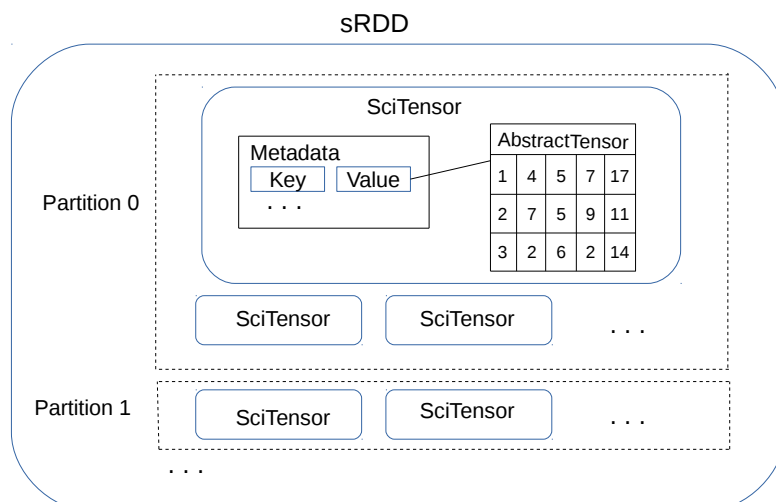 sRDD
SciTensor
AbstractTensor
Metadata
Key Value
. . .
1 4 5 7 17
2 7 5 9 11
3 2 6 2 14
Partition 0
SciTensor SciTensor . . .
Partition 1
SciTensor SciTensor . . .
. . .